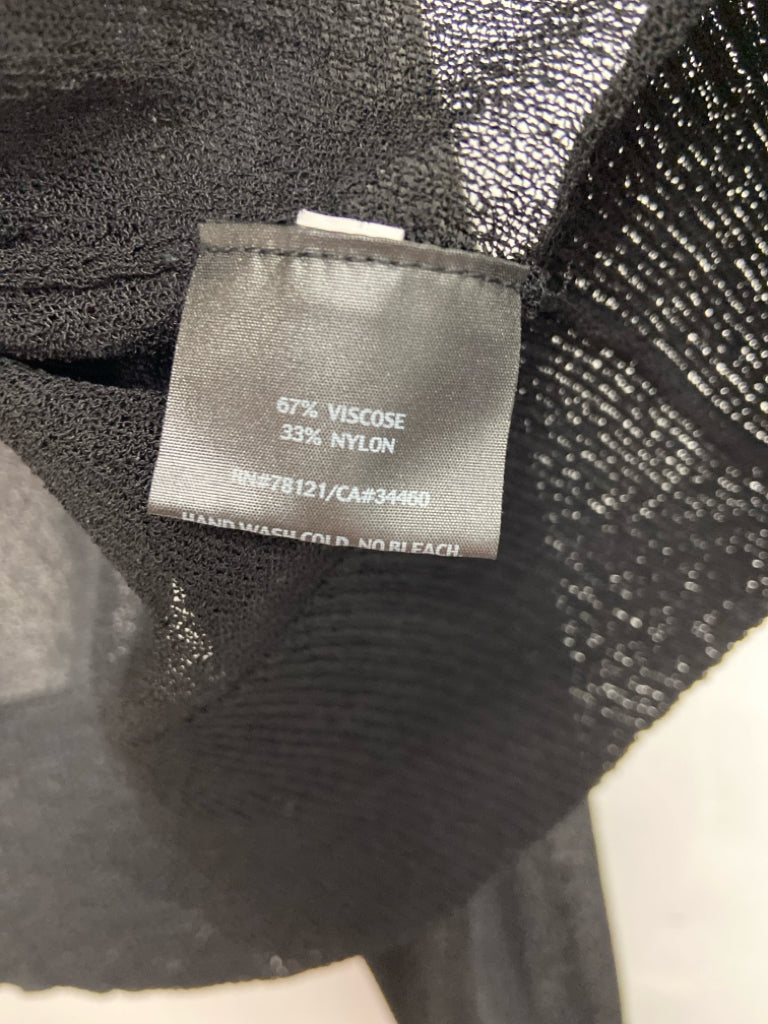 67% VISCOSE
33% NYLON
RN#78121/CA#34460
HAND WASH COLD, NO BLEACH,